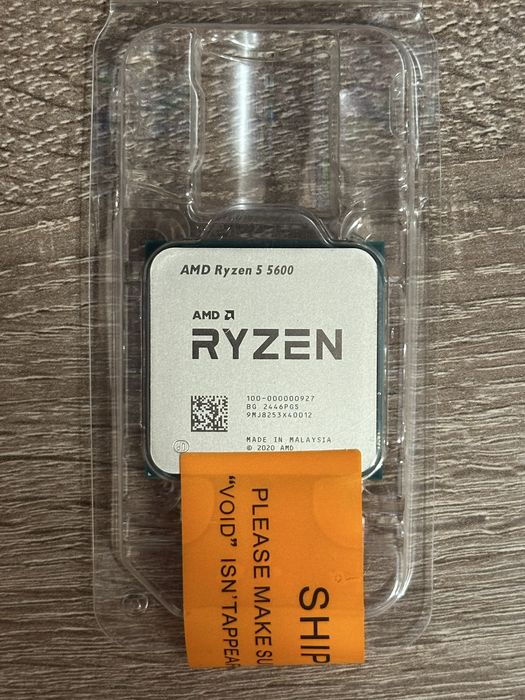 AMD Ryzen 5 5600
AMD
RYZEN
100-000000927
BG 2446PGS
9MJ8253X40012
MADE IN MALAYSIA
© 2020 AMD
SHIP
PLEASE MAKE SU
"VOID" ISN'TAPPEA